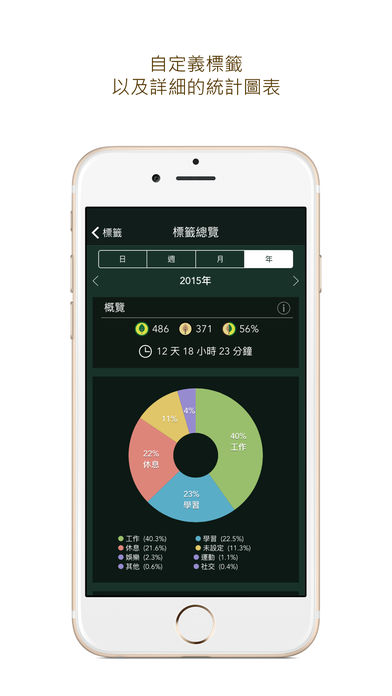 自定義標籤
以及詳細的統計圖表
標籤
標籤總覽
日 週 月 年
2015年
概覽
486 371 56%
12 天 18 小時 23 分鐘
4%
11%
40%
工作
22%
休息
23%
學習
工作 (40.3%) 學習 (22.5%)
休息 (21.6%) 未設定 (11.3%)
娛樂 (2.3%) 運動 (1.1%)
其他 (0.6%) 社交 (0.4%)